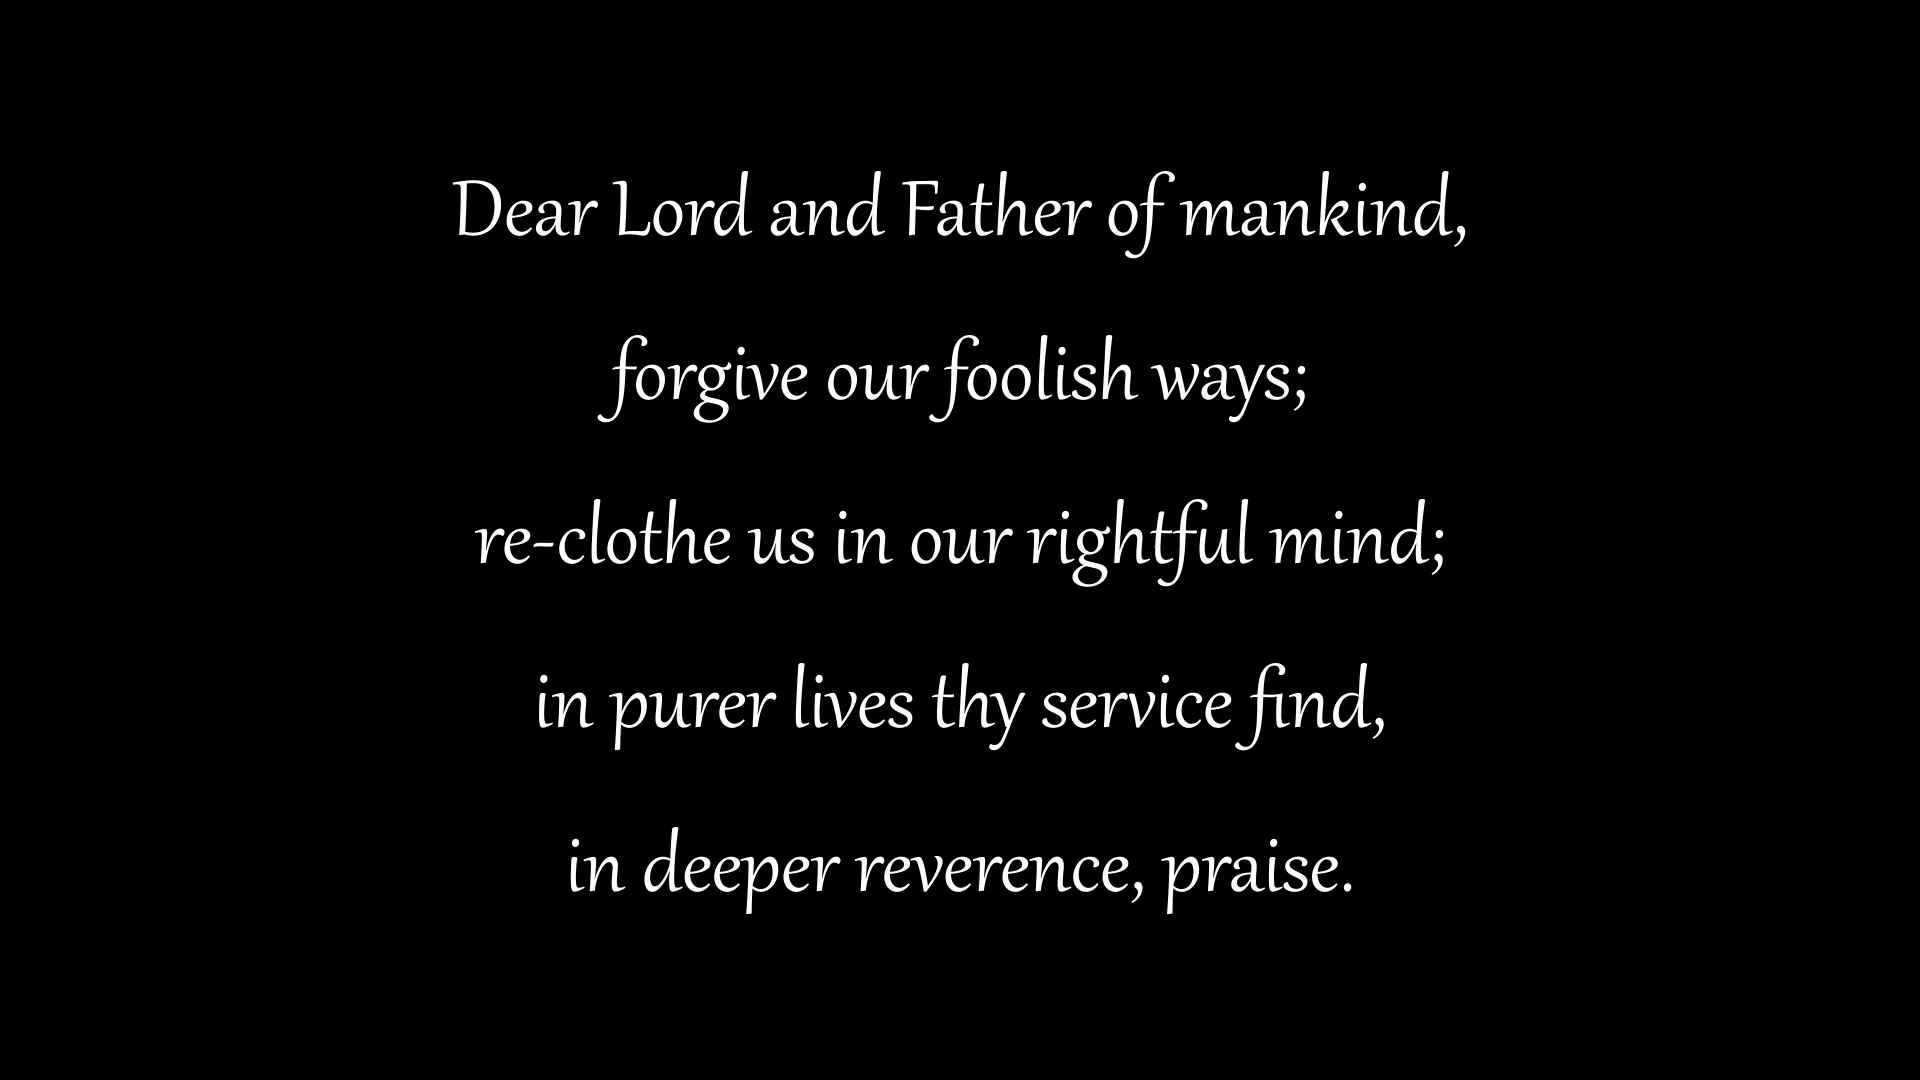 Dear Lord and Father of mankind,
forgive our foolish ways;
re-clothe us in our rightful mind;
in purer lives thy service find,
in deeper reverence, praise.